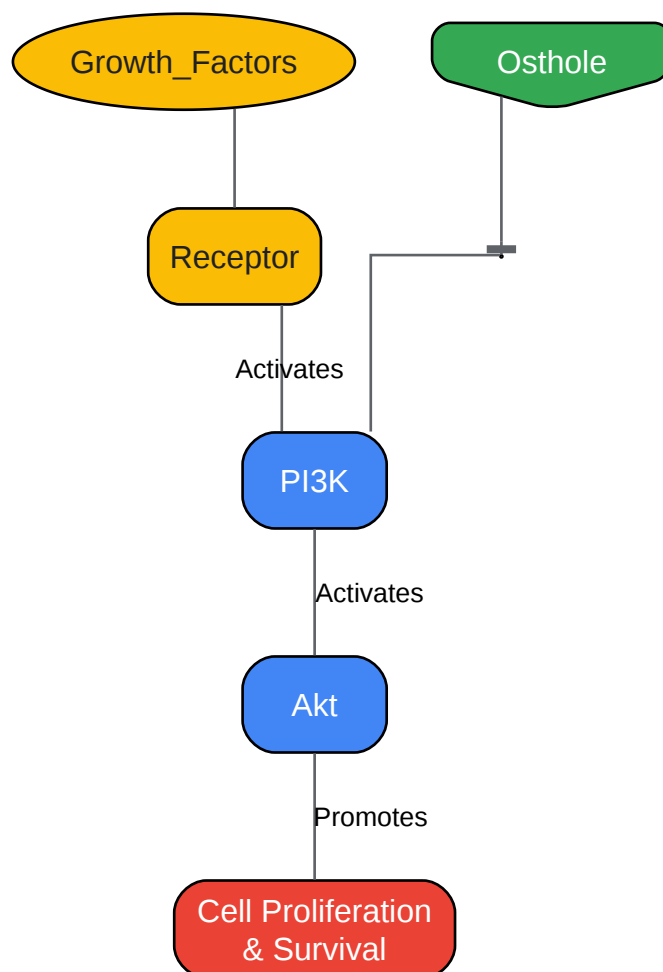 Growth_Factors
Osthole
Receptor
Activates
PI3K
Activates
Akt
Promotes
Cell Proliferation
& Survival